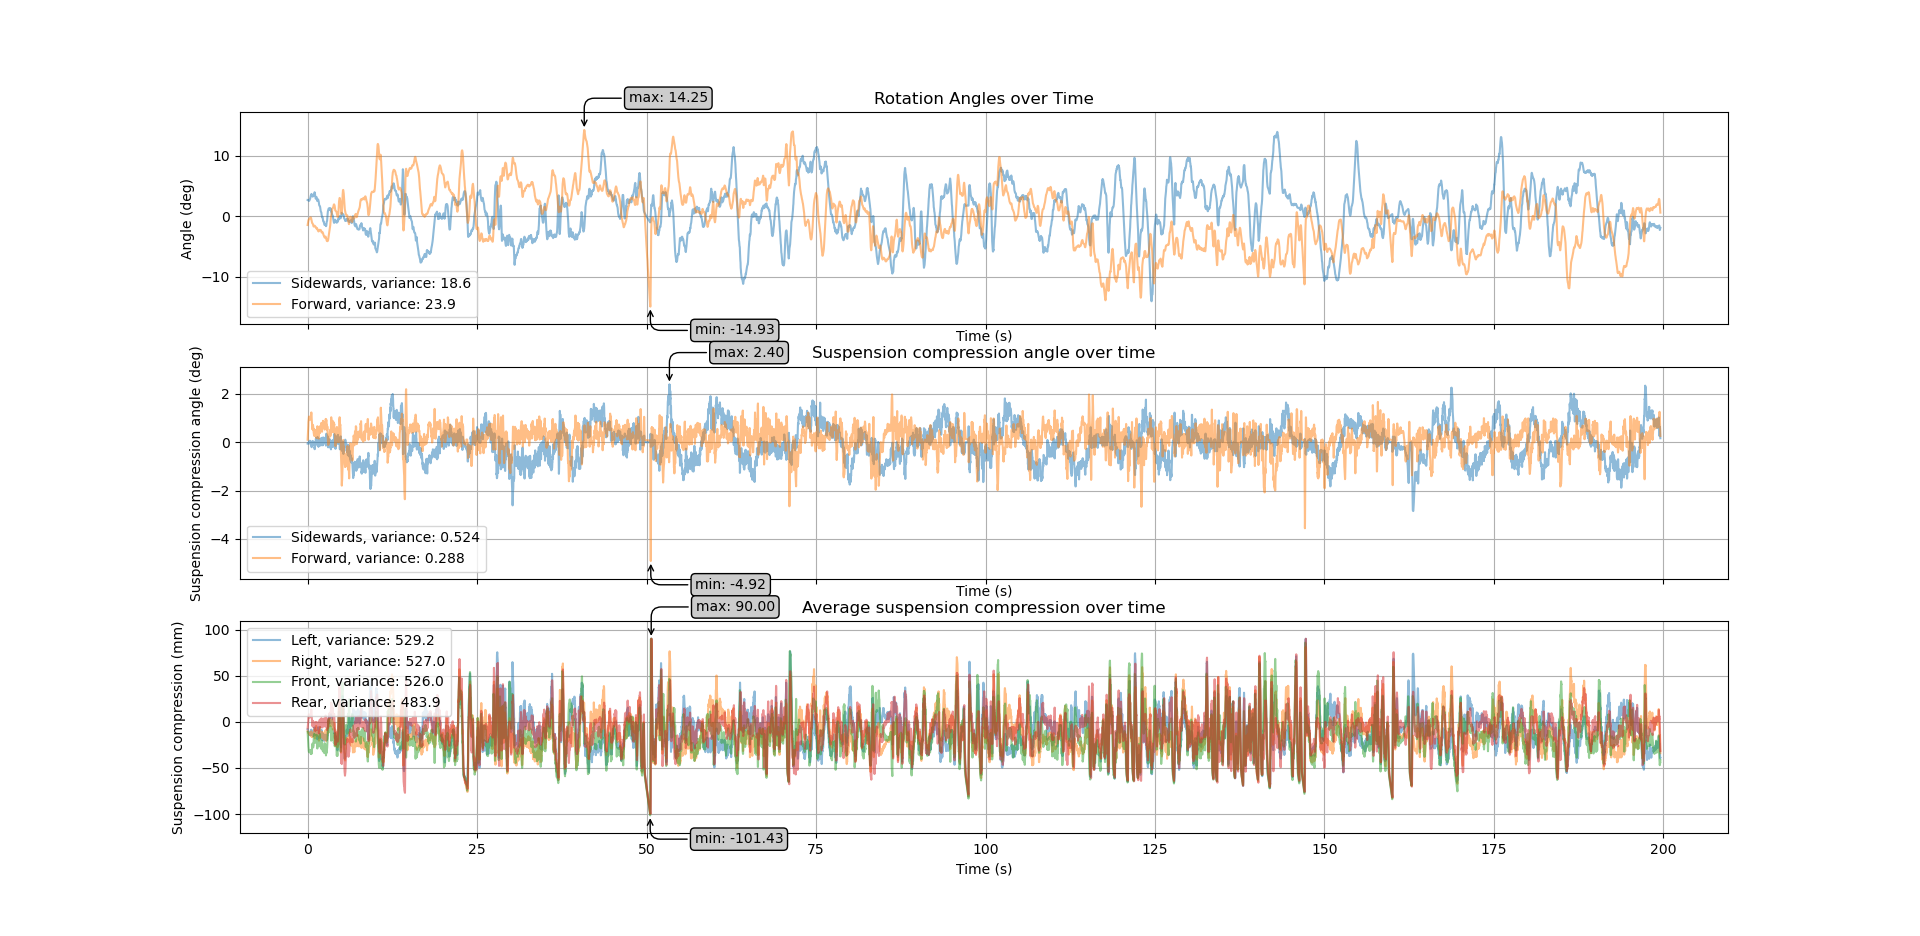 max: 14.25
Rotation Angles over Time
Angle (deg)
10
0
−10
Sidewards, variance: 18.6
Forward, variance: 23.9
min: -14.93
Time (s)
max: 2.40
Suspension compression angle over time
Suspension compression angle (deg)
2
0
−2
−4
Sidewards, variance: 0.524
Forward, variance: 0.288
min: -4.92
Time (s)
max: 90.00
Average suspension compression over time
Suspension compression (mm)
100
50
0
−50
−100
Left, variance: 529.2
Right, variance: 527.0
Front, variance: 526.0
Rear, variance: 483.9
min: -101.43
0 25 50 75 100 125 150 175 200
Time (s)